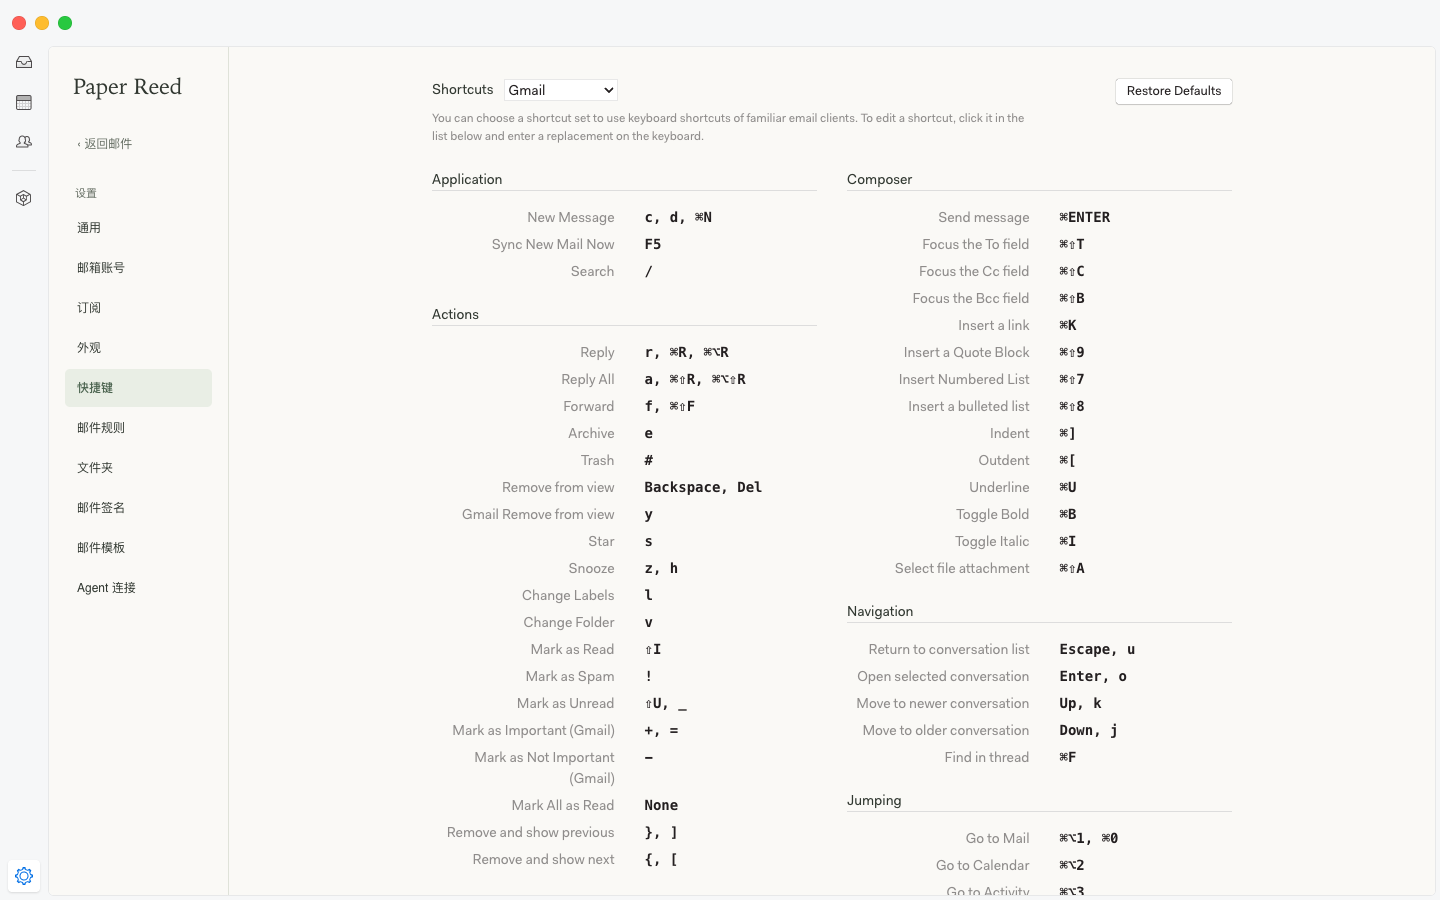 Paper Reed
‹ 返回邮件
设置
通用
邮箱账号
订阅
外观
快捷键
邮件规则
文件夹
邮件签名
邮件模板
Agent 连接
Shortcuts Gmail
Restore Defaults
You can choose a shortcut set to use keyboard shortcuts of familiar email clients. To edit a shortcut, click it in the
list below and enter a replacement on the keyboard.
Application
New Message c, d, ⌘N
Sync New Mail Now F5
Search /
Actions
Reply r, ⌘R, ⌘⌥R
Reply All a, ⌘⇧R, ⌘⌥⇧R
Forward f, ⌘⇧F
Archive e
Trash #
Remove from view Backspace, Del
Gmail Remove from view y
Star s
Snooze z, h
Change Labels l
Change Folder v
Mark as Read ⇧I
Mark as Spam !
Mark as Unread ⇧U, _
Mark as Important (Gmail) +, =
Mark as Not Important −
(Gmail)
Mark All as Read None
Remove and show previous }, ]
Remove and show next {, [
Composer
Send message ⌘ENTER
Focus the To field ⌘⇧T
Focus the Cc field ⌘⇧C
Focus the Bcc field ⌘⇧B
Insert a link ⌘K
Insert a Quote Block ⌘⇧9
Insert Numbered List ⌘⇧7
Insert a bulleted list ⌘⇧8
Indent ⌘]
Outdent ⌘[
Underline ⌘U
Toggle Bold ⌘B
Toggle Italic ⌘I
Select file attachment ⌘⇧A
Navigation
Return to conversation list Escape, u
Open selected conversation Enter, o
Move to newer conversation Up, k
Move to older conversation Down, j
Find in thread ⌘F
Jumping
Go to Mail ⌘⌥1, ⌘0
Go to Calendar ⌘⌥2
Go to Activity ⌘⌥3